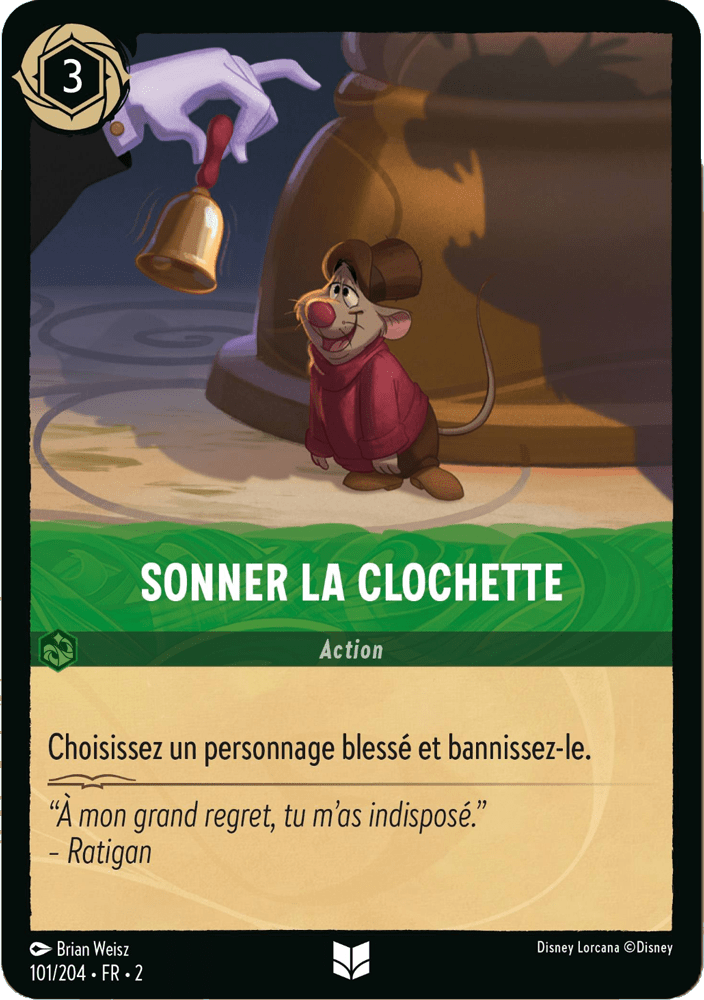 3
SONNER LA CLOCHETTE
Action
Choisissez un personnage blessé et bannissez-le.
“À mon grand regret, tu m’as indisposé.”
– Ratigan
Brian Weisz
Disney Lorcana ©Disney
101/204 • FR • 2